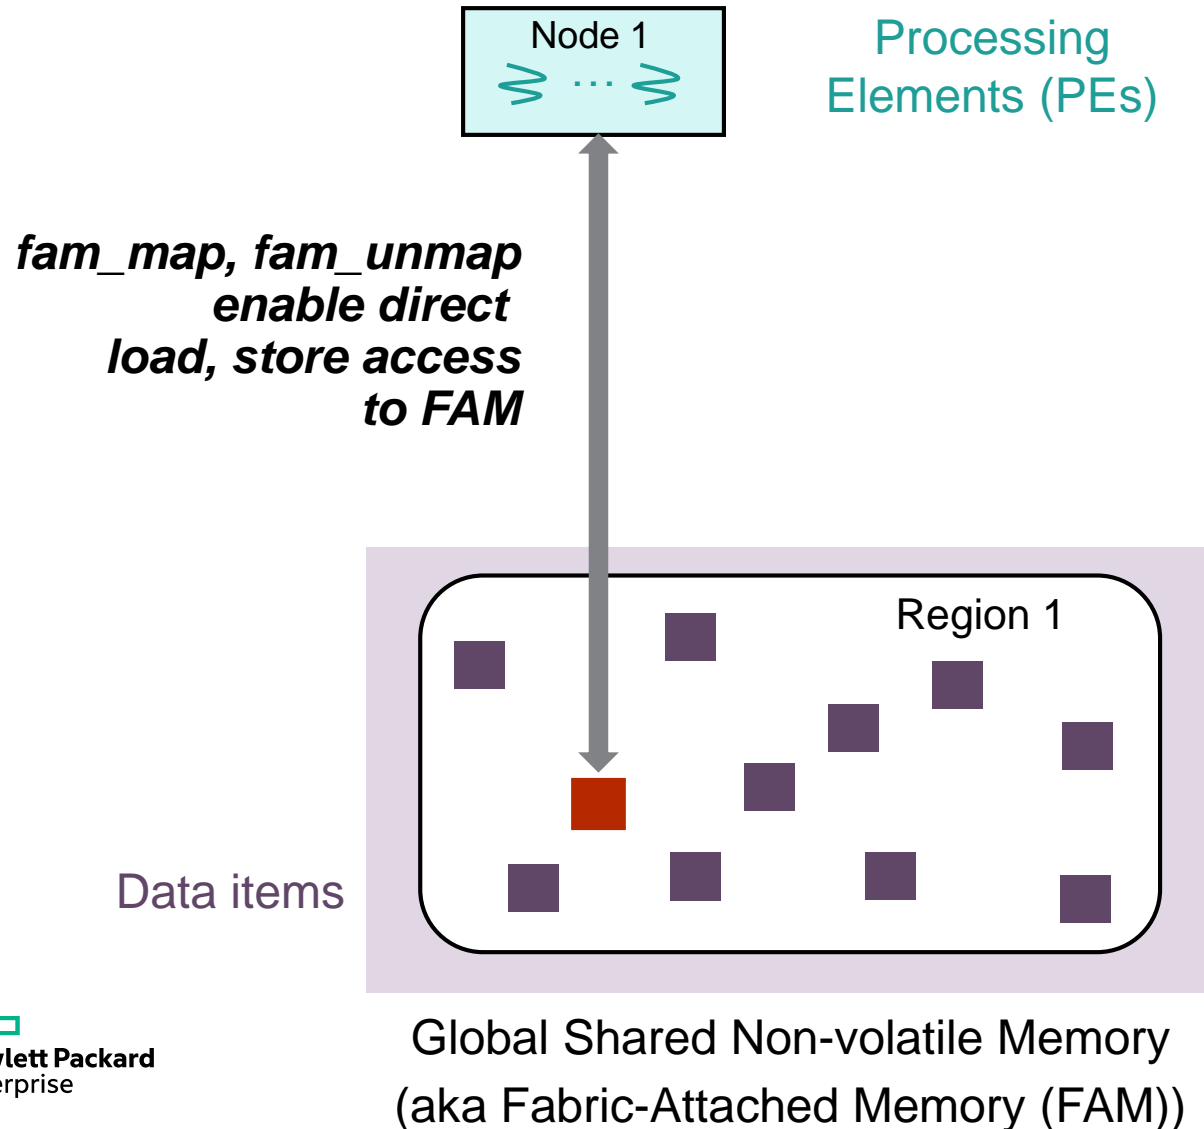 Node 1
...
Processing
Elements (PEs)
fam_map, fam_unmap
enable direct
load, store access
to FAM
Region 1
Data items
Global Shared Non-volatile Memory
(aka Fabric-Attached Memory (FAM))
Packard